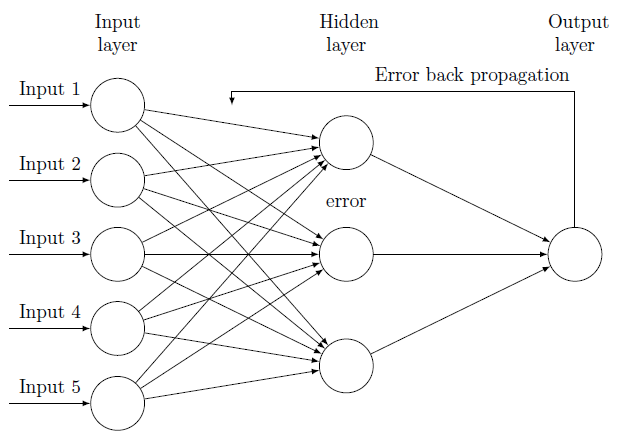 Input
layer
Hidden
layer
Output
layer
Error back propagation
Input 1
Input 2
error
Input 3
Input 4
Input 5